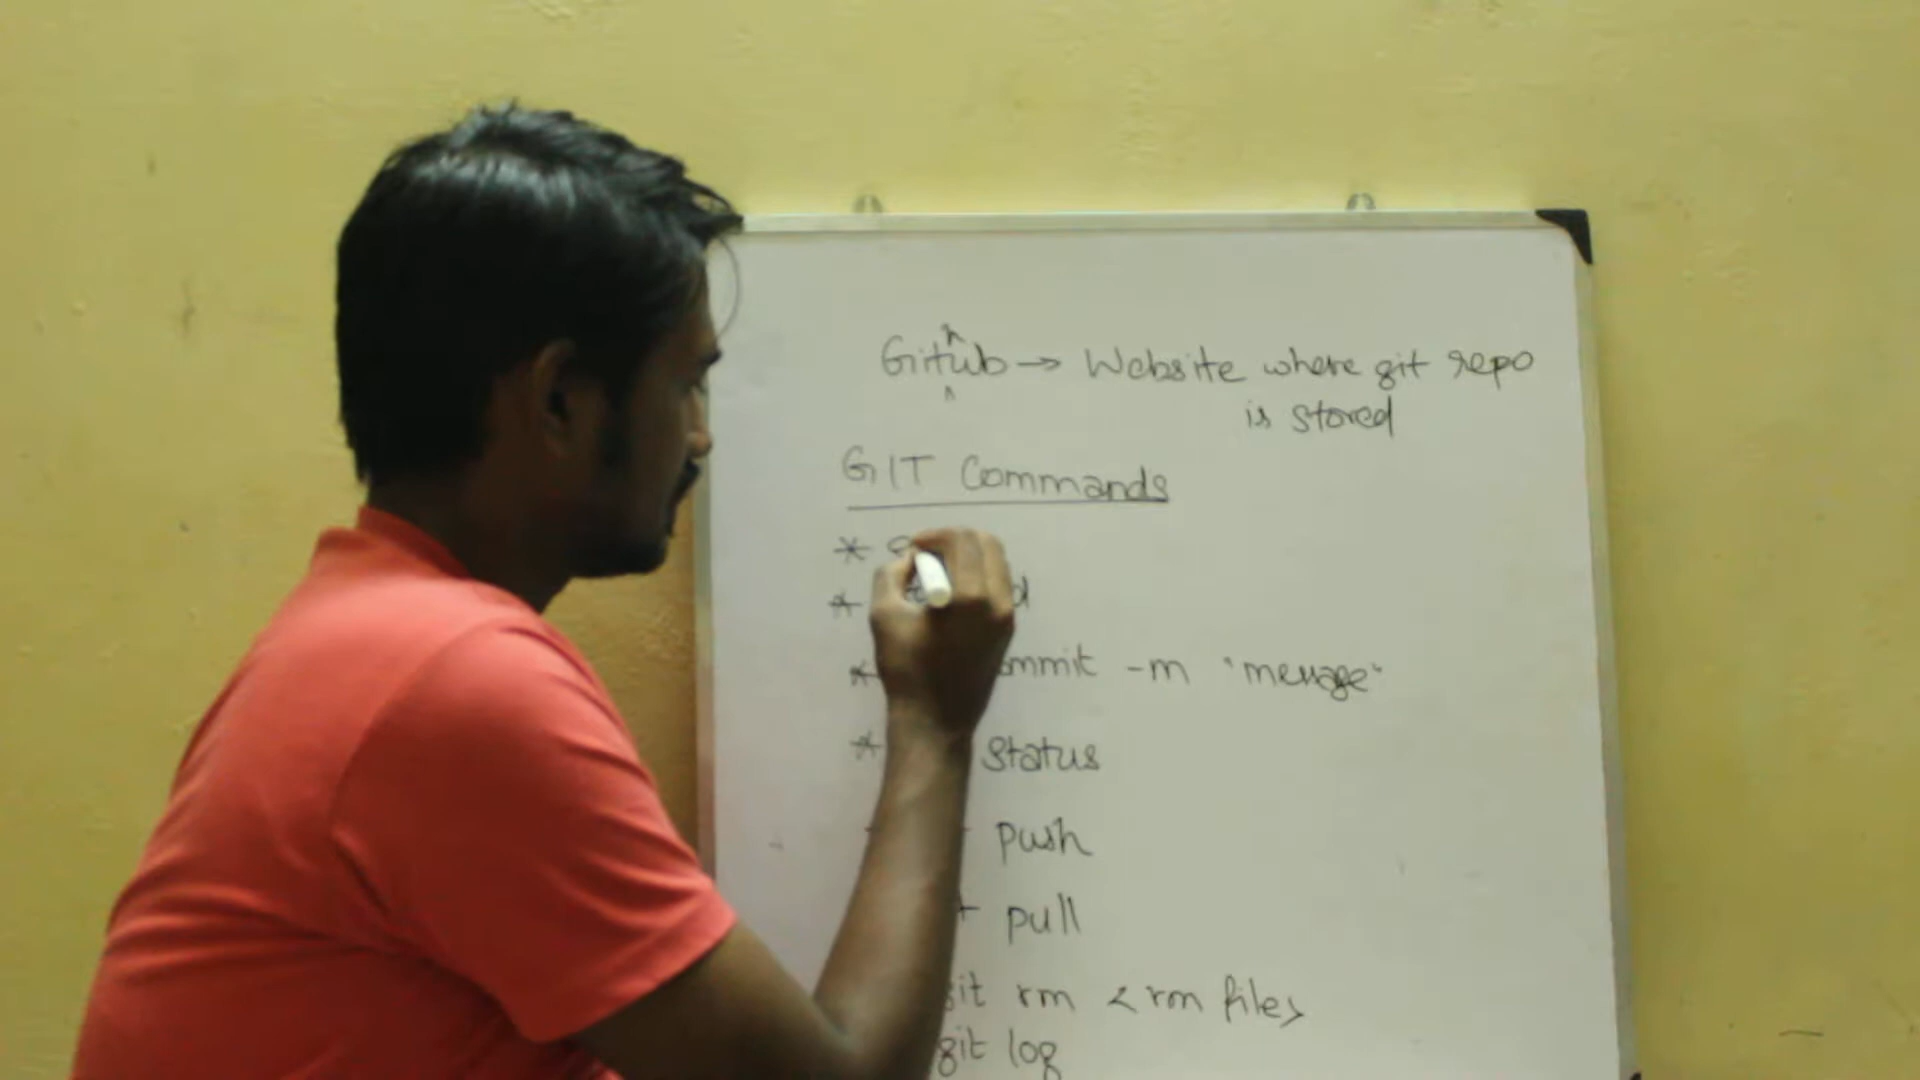 Github → Website where git repo
is stored
GIT Commands
*
*
* -m "message"
* status
push
pull
git rm <rm files>
git log